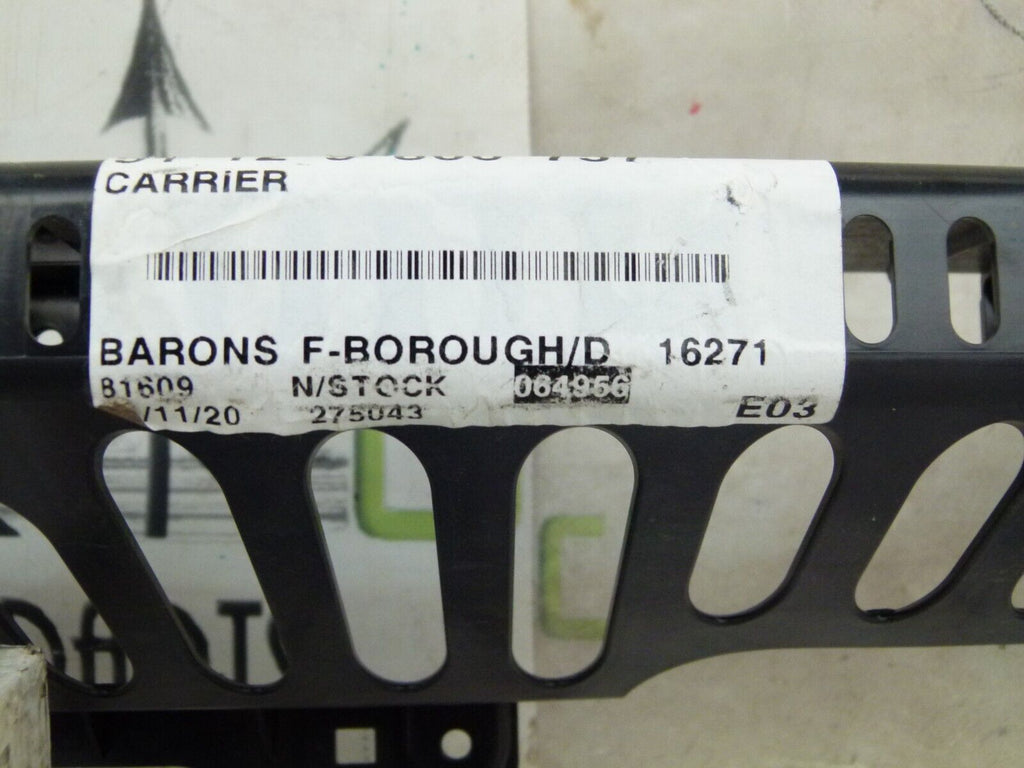 CARRIER
BARONS F-BOROUGH/D 16271
81609 N/STOCK 064956
/11/20 275043 E03